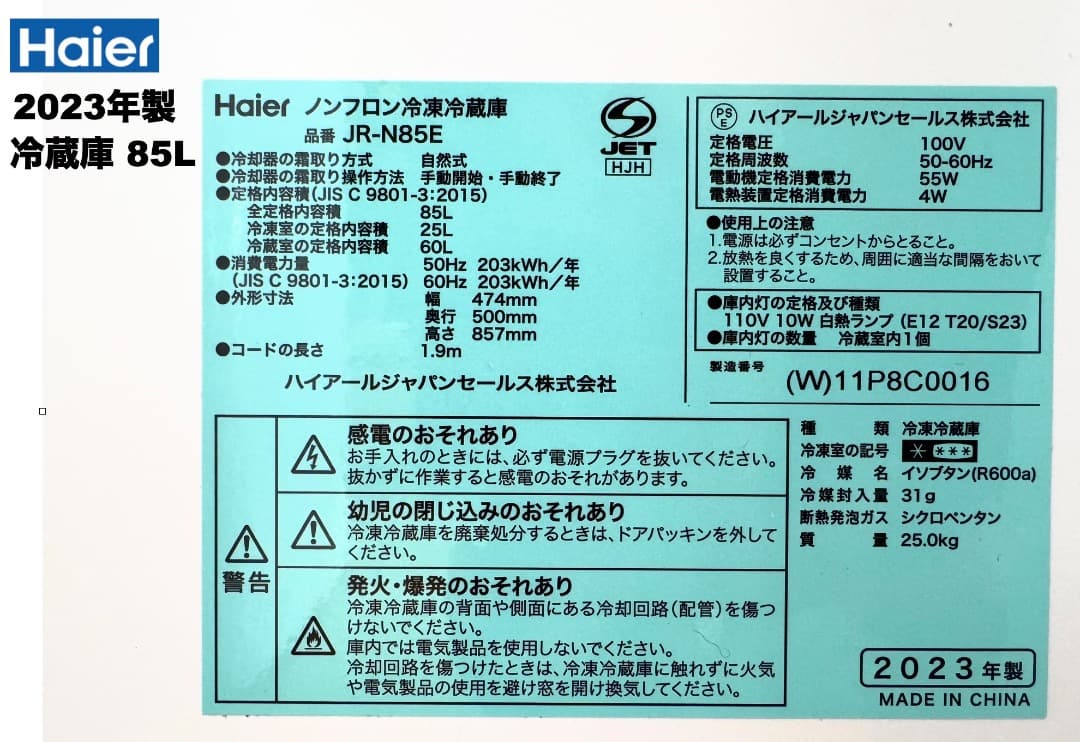 Haier
2023年製
冷蔵庫 85L
Haier ノンフロン冷凍冷蔵庫
品番 JR-N85E
●冷却器の霜取り方式 自然式
●冷却器の霜取り操作方法 手動開始・手動終了
●定格内容積(JIS C 9801-3:2015)
全定格内容積 85L
冷凍室の定格内容積 25L
冷蔵室の定格内容積 60L
●消費電力量 50Hz 203kWh/年
(JIS C 9801-3:2015) 60Hz 203kWh/年
●外形寸法 幅 474mm
奥行 500mm
高さ 857mm
●コードの長さ 1.9m
ハイアールジャパンセールス株式会社
S
JET
HJH
PS
E ハイアールジャパンセールス株式会社
定格電圧 100V
定格周波数 50-60Hz
電動機定格消費電力 55W
電熱装置定格消費電力 4W
●使用上の注意
1.電源は必ずコンセントからとること。
2.放熱を良くするため、周囲に適当な間隔をおいて
設置すること。
●庫内灯の定格及び種類
110V 10W 白熱ランプ (E12 T20/S23)
●庫内灯の数量 冷蔵室内1個
製造番号
(W)11P8C0016
警告
感電のおそれあり
お手入れのときには、必ず電源プラグを抜いてください。
抜かずに作業すると感電のおそれがあります。
幼児の閉じ込みのおそれあり
冷凍冷蔵庫を廃棄処分するときは、ドアパッキンを外して
ください。
発火・爆発のおそれあり
冷凍冷蔵庫の背面や側面にある冷却回路(配管)を傷つ
けないでください。
庫内では電気製品を使用しないでください。
冷却回路を傷つけたときは、冷凍冷蔵庫に触れずに火気
や電気製品の使用を避け窓を開け換気してください。
種類 冷凍冷蔵庫
冷凍室の記号 * ***
冷媒名 イソブタン(R600a)
冷媒封入量 31g
断熱発泡ガス シクロペンタン
質量 25.0kg
2023年製
MADE IN CHINA